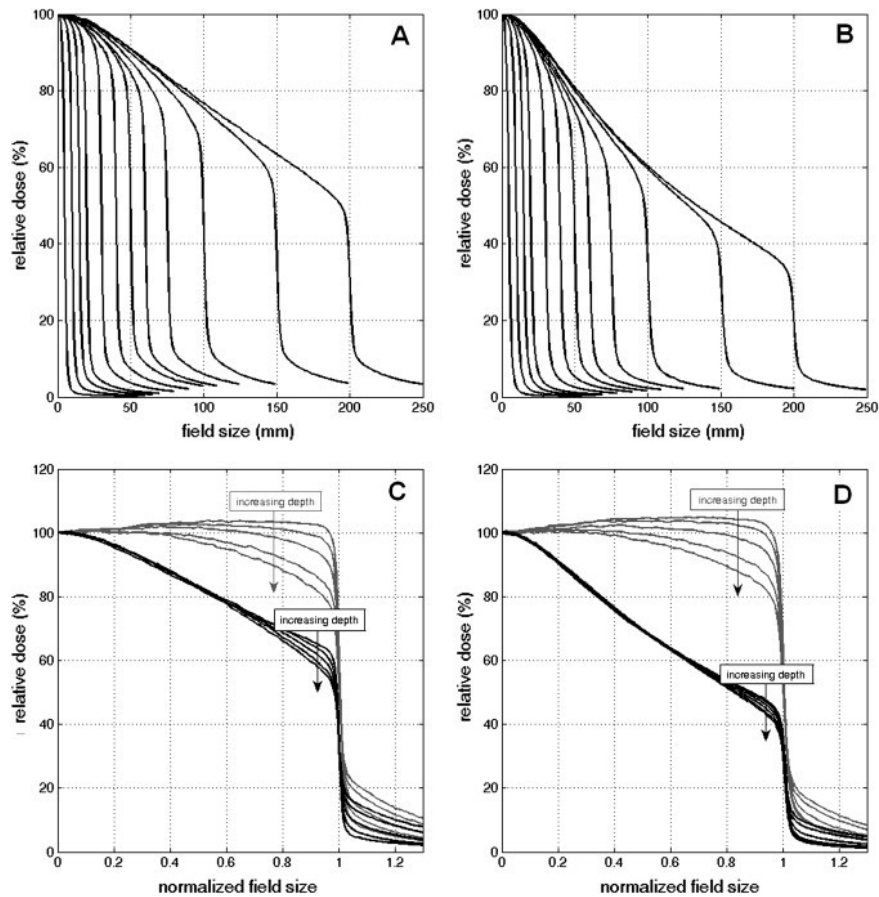 A
100
80
60
40
20
0
relative dose (%)
0 50 100 150 200 250
field size (mm)
B
100
80
60
40
20
0
relative dose (%)
0 50 100 150 200 250
field size (mm)
C
120
100
80
60
40
20
0
relative dose (%)
increasing depth
increasing depth
0 0.2 0.4 0.6 0.8 1 1.2
normalized field size
D
120
100
80
60
40
20
0
relative dose (%)
increasing depth
increasing depth
0 0.2 0.4 0.6 0.8 1 1.2
normalized field size